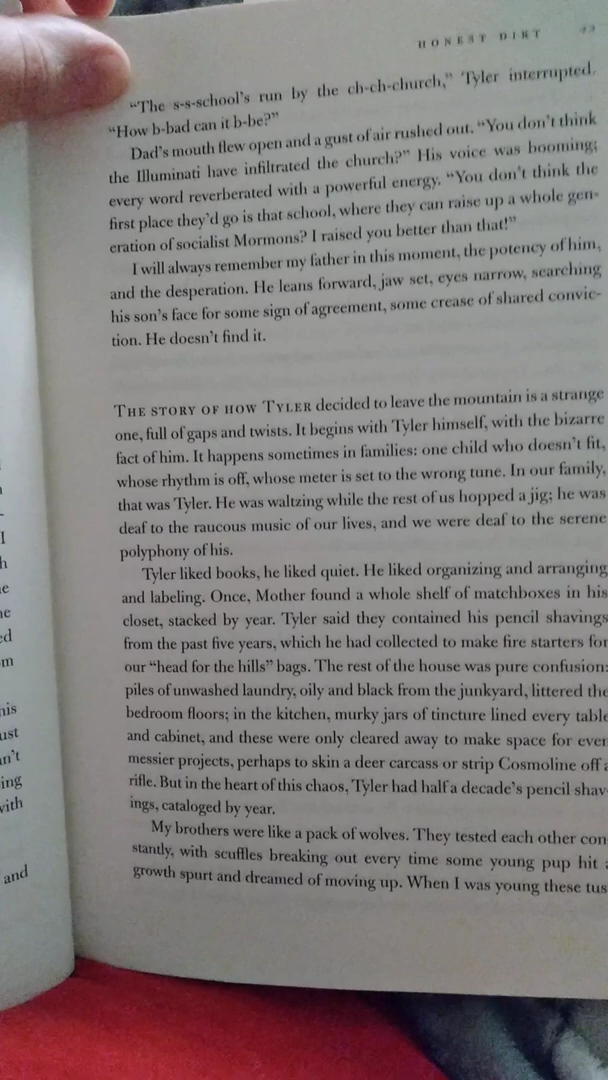 HONEST DIRT
"The s-s-school's run by the ch-ch-church," Tyler interrupted.
"How b-bad can it b-be?"
Dad's mouth flew open and a gust of air rushed out. "You don't think
the Illuminati have infiltrated the church?" His voice was booming;
every word reverberated with a powerful energy. "You don't think the
first place they'd go is that school, where they can raise up a whole gen-
eration of socialist Mormons? I raised you better than that!"
I will always remember my father in this moment, the potency of him,
and the desperation. He leans forward, jaw set, eyes narrow, searching
his son's face for some sign of agreement, some crease of shared convic-
tion. He doesn't find it.
THE STORY OF HOW TYLER decided to leave the mountain is a strange
one, full of gaps and twists. It begins with Tyler himself, with the bizarre
fact of him. It happens sometimes in families: one child who doesn't fit,
whose rhythm is off, whose meter is set to the wrong tune. In our family,
that was Tyler. He was waltzing while the rest of us hopped a jig; he was
deaf to the raucous music of our lives, and we were deaf to the serene
polyphony of his.
Tyler liked books, he liked quiet. He liked organizing and arranging
and labeling. Once, Mother found a whole shelf of matchboxes in his
closet, stacked by year. Tyler said they contained his pencil shavings
from the past five years, which he had collected to make fire starters for
our "head for the hills" bags. The rest of the house was pure confusion:
piles of unwashed laundry, oily and black from the junkyard, littered the
bedroom floors; in the kitchen, murky jars of tincture lined every table
and cabinet, and these were only cleared away to make space for even
messier projects, perhaps to skin a deer carcass or strip Cosmoline off a
rifle. But in the heart of this chaos, Tyler had half a decade's pencil shav-
ings, cataloged by year.
My brothers were like a pack of wolves. They tested each other con-
stantly, with scuffles breaking out every time some young pup hit a
growth spurt and dreamed of moving up. When I was young these tus